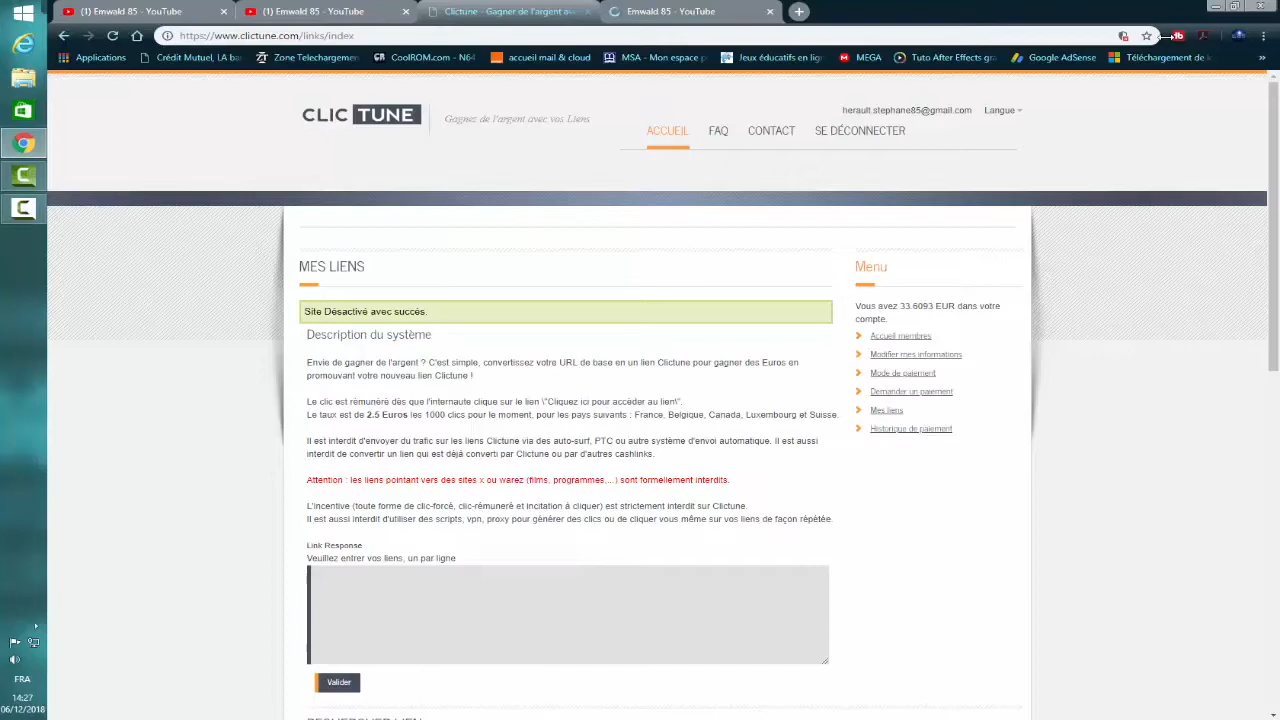 (1) Emwald 85 - YouTube
(1) Emwald 85 - YouTube
Clictune - Gagner de l'argent av
Emwald 85 - YouTube
https://www.clictune.com/links/index
Applications
Crédit Mutuel, LA ba
Zone Telechargemen
CoolROM.com - N64
accueil mail & cloud
MSA - Mon espace p
Jeux éducatifs en lig
MEGA
Tuto After Effects gra
Google AdSense
Téléchargement de l
CLIC TUNE
Gagnez de l'argent avec vos Liens
herault.stephane85@gmail.com
Langue
ACCUEIL
FAQ
CONTACT
SE DÉCONNECTER
MES LIENS
Site Désactivé avec succés.
Description du système
Envie de gagner de l'argent ? C'est simple, convertissez votre URL de base en un lien Clictune pour gagner des Euros en
promouvant votre nouveau lien Clictune !
Le clic est rémunéré dès que l'internaute clique sur le lien \"Cliquez ici pour accéder au lien\".
Le taux est de 2.5 Euros les 1000 clics pour le moment, pour les pays suivants : France, Belgique, Canada, Luxembourg et Suisse.
Il est interdit d'envoyer du trafic sur les liens Clictune via des auto-surf, PTC ou autre système d'envoi automatique. Il est aussi
interdit de convertir un lien qui est déjà converti par Clictune ou par d'autres cashlinks.
Attention : les liens pointant vers des sites x ou warez (films, programmes,...) sont formellement interdits.
L'Incentive (toute forme de clic-forcé, clic-rémunéré et incitation à cliquer) est strictement interdit sur Clictune.
Il est aussi interdit d'utiliser des scripts, vpn, proxy pour générer des clics ou de cliquer vous même sur vos liens de façon répétée.
Link Response
Veuillez entrer vos liens, un par ligne
Valider
Menu
Vous avez 33.6093 EUR dans votre
compte.
Accueil membres
Modifier mes informations
Mode de paiement
Demander un paiement
Mes liens
Historique de paiement
FRA
14:27
06/12/2018